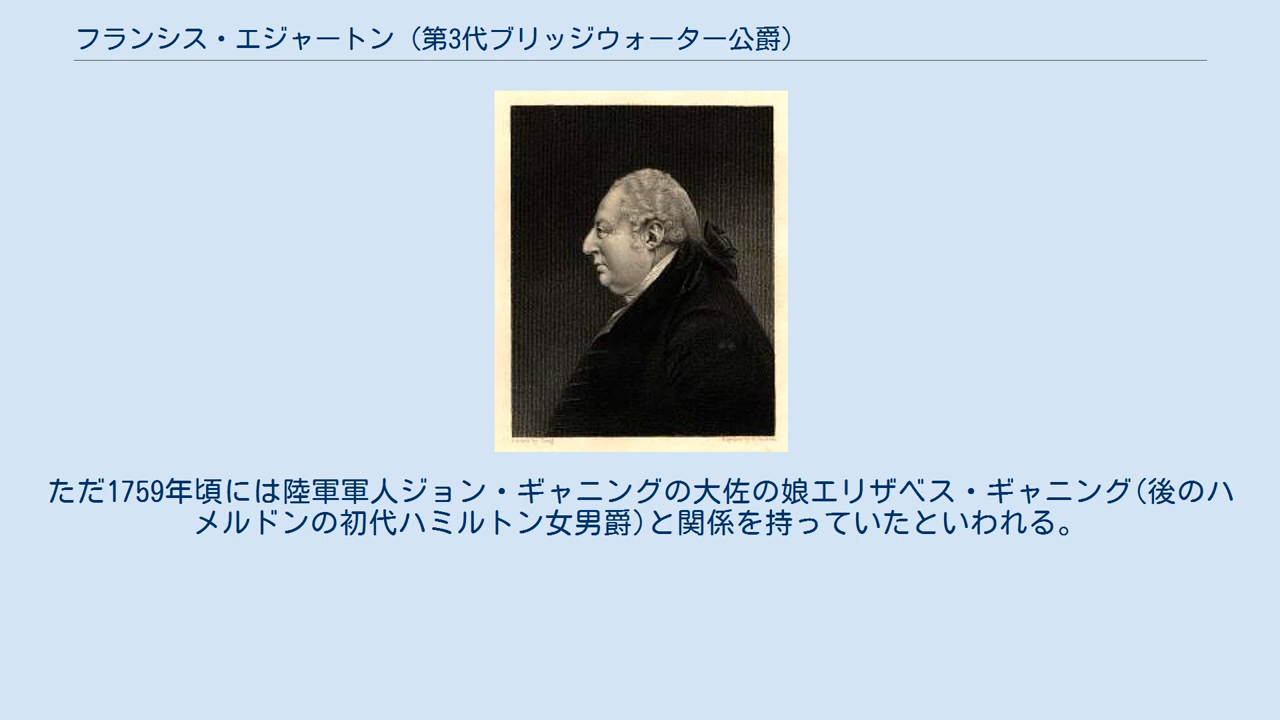 フランシス・エジャートン（第3代ブリッジウォーター公爵）
ただ1759年頃には陸軍軍人ジョン・ギャニングの大佐の娘エリザベス・ギャニング(後のハ
メルドンの初代ハミルトン女男爵)と関係を持っていたといわれる。